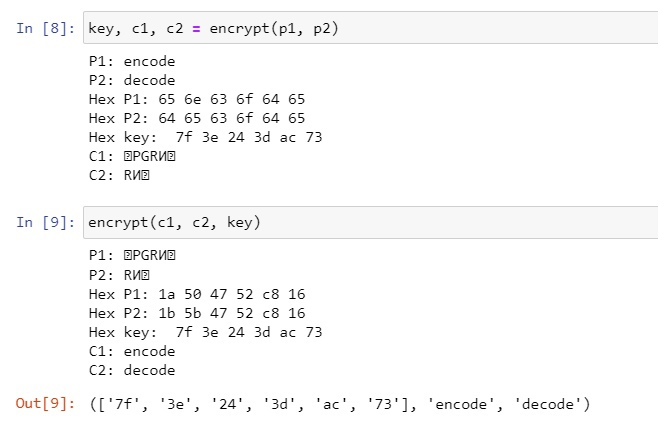 In [8]: key, c1, c2 = encrypt(p1, p2)
P1: encode
P2: decode
Hex P1: 65 6e 63 6f 64 65
Hex P2: 64 65 63 6f 64 65
Hex key:  7f 3e 24 3d ac 73
C1: PGRИ
C2: RИ
In [9]: encrypt(c1, c2, key)
P1: PGRИ
P2: RИ
Hex P1: 1a 50 47 52 c8 16
Hex P2: 1b 5b 47 52 c8 16
Hex key:  7f 3e 24 3d ac 73
C1: encode
C2: decode
Out[9]: (['7f', '3e', '24', '3d', 'ac', '73'], 'encode', 'decode')